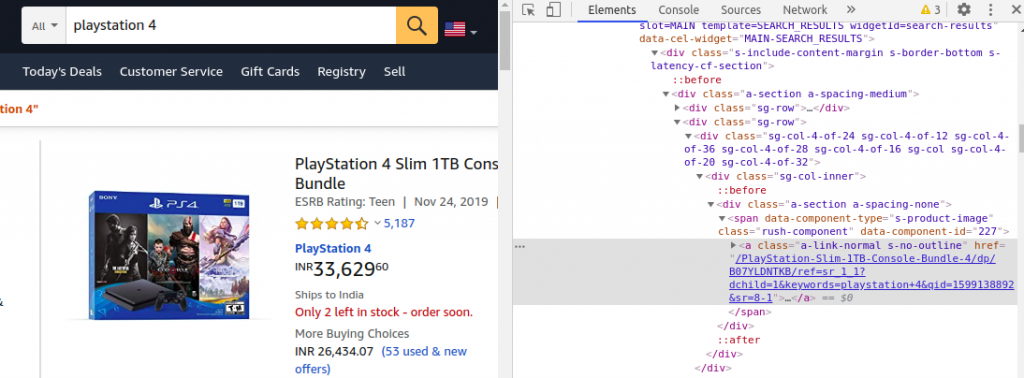 All
playstation 4
Today's Deals Customer Service Gift Cards Registry Sell
tion 4"
SONY
PS4
1TB
PlayStation 4 Slim 1TB Cons
Bundle
ESRB Rating: Teen | Nov 24, 2019 |
5,187
PlayStation 4
INR33,62960
Ships to India
Only 2 left in stock - order soon.
More Buying Choices
INR 26,434.07 (53 used & new
offers)
&
Elements Console Sources Network » 3
slot=MAIN template=SEARCH_RESULTS widgetId=search-results"
data-cel-widget="MAIN-SEARCH_RESULTS">
<div class="s-include-content-margin s-border-bottom s-
latency-cf-section">
::before
<div class="a-section a-spacing-medium">
<div class="sg-row">…</div>
<div class="sg-row">
<div class="sg-col-4-of-24 sg-col-4-of-12 sg-col-4-
of-36 sg-col-4-of-28 sg-col-4-of-16 sg-col sg-col-4-
of-20 sg-col-4-of-32">
<div class="sg-col-inner">
::before
<div class="a-section a-spacing-none">
<span data-component-type="s-product-image"
class="rush-component" data-component-id="227">
… <a class="a-link-normal s-no-outline" href=
"/PlayStation-Slim-1TB-Console-Bundle-4/dp/
B07YLDNTKB/ref=sr_1_1?
dchild=1&keywords=playstation+4&qid=1599138892
&sr=8-1">…</a> == $0
</span>
</div>
::after
</div>
</div>